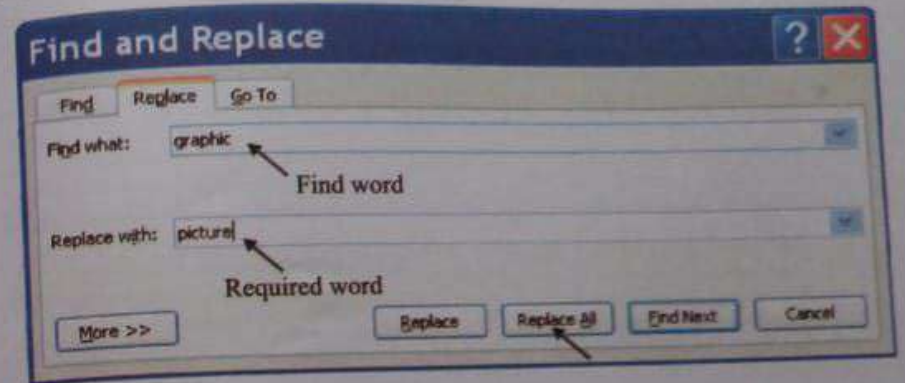 Find and Replace
Find Replace Go To
Find what: graphic
Find word
Replace with: picture
Required word
More >> Replace Replace All Find Next Cancel